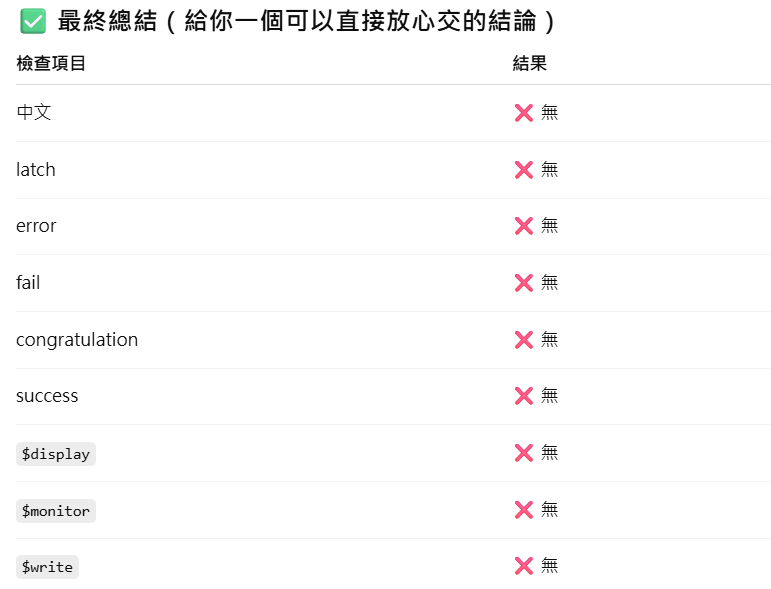 ✅ 最終總結（給你一個可以直接放心交的結論）
檢查項目 結果
中文 ❌ 無
latch ❌ 無
error ❌ 無
fail ❌ 無
congratulation ❌ 無
success ❌ 無
$display ❌ 無
$monitor ❌ 無
$write ❌ 無